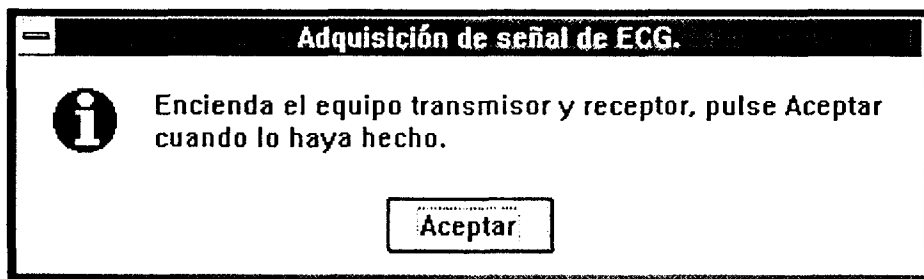 Adquisición de señal de ECG.
Encienda el equipo transmisor y receptor, pulse Aceptar
cuando lo haya hecho.
Aceptar